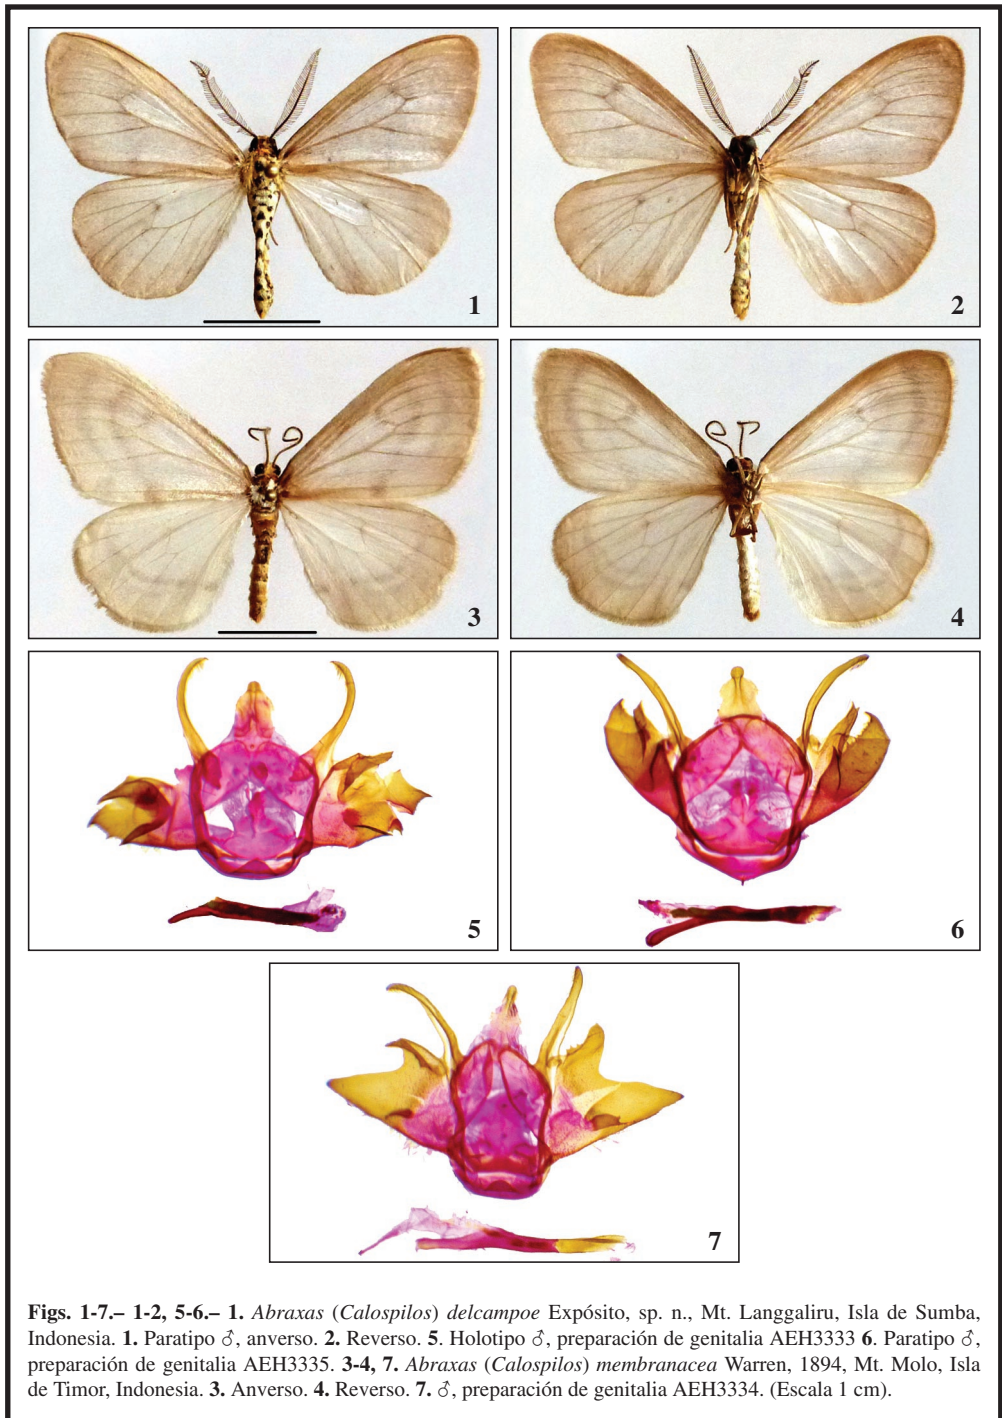 1
2
3
4
5
6
7
Figs. 1-7.– 1-2, 5-6.– 1. Abraxas (Calospilos) delcampoe Expósito, sp. n., Mt. Langgaliru, Isla de Sumba,
Indonesia. 1. Paratipo ♂, anverso. 2. Reverso. 5. Holotipo ♂, preparación de genitalia AEH3333 6. Paratipo ♂,
preparación de genitalia AEH3335. 3-4, 7. Abraxas (Calospilos) membranacea Warren, 1894, Mt. Molo, Isla
de Timor, Indonesia. 3. Anverso. 4. Reverso. 7. ♂, preparación de genitalia AEH3334. (Escala 1 cm).